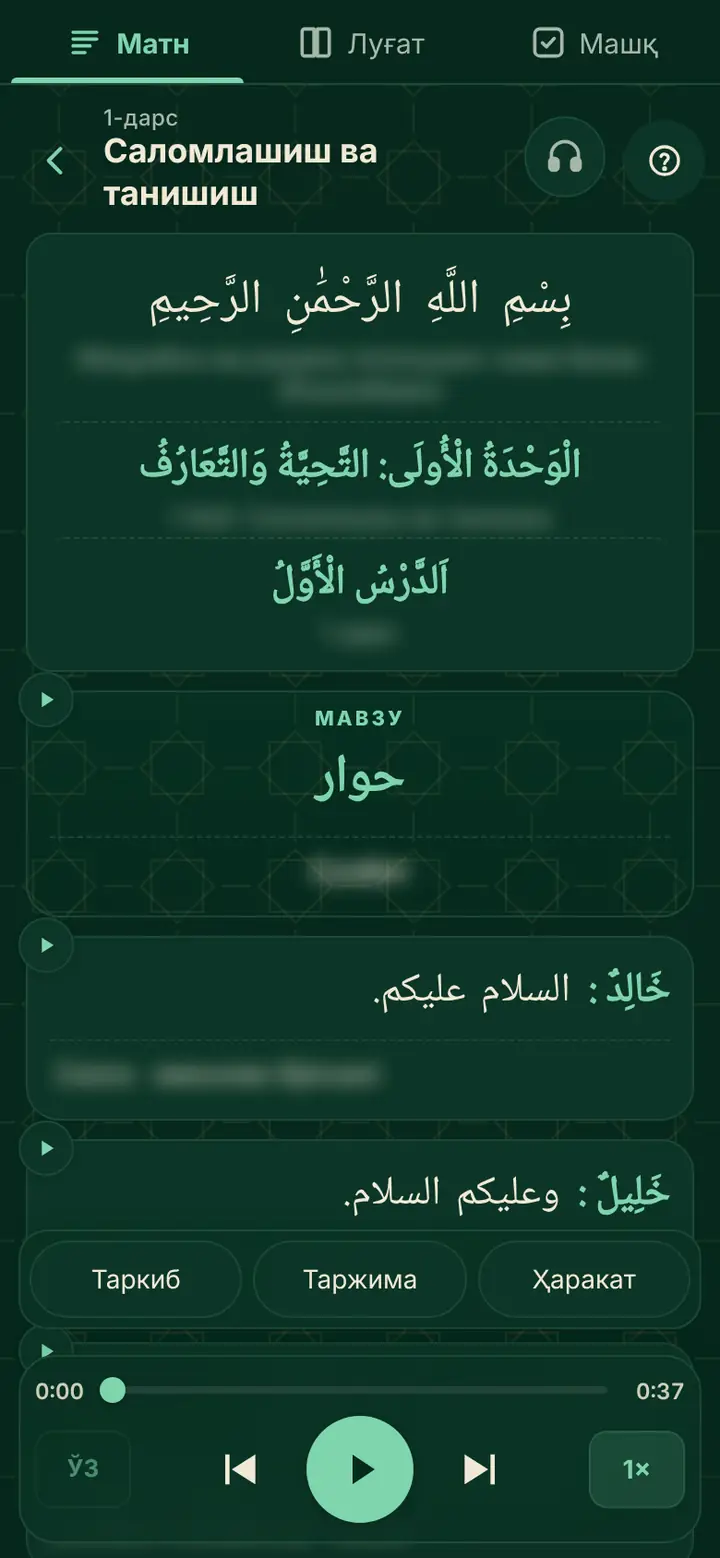 Матн
Луғат
Машқ
1-дарс
Саломлашиш ва
танишиш
بِسْمِ اللَّهِ الرَّحْمَٰنِ الرَّحِيمِ
الْوَحْدَةُ الْأُولَى: التَّحِيَّةُ وَالتَّعَارُفُ
اَلدَّرْسُ الْأَوَّلُ
МАВЗУ
حوار
خَالِدٌ : السلام عليكم.
خَلِيلٌ : وعليكم السلام.
Таркиб
Таржима
Ҳаракат
0:00
0:37
ЎЗ
1×